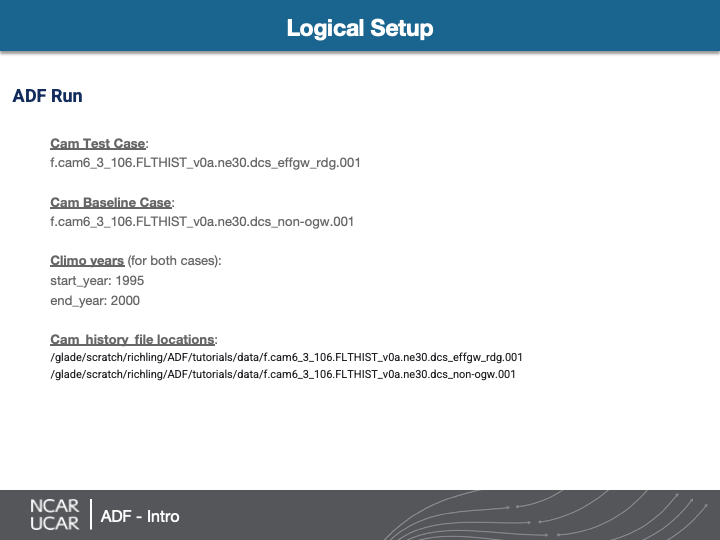 Logical Setup
ADF Run
Cam Test Case:
f.cam6_3_106.FLTHIST_v0a.ne30.dcs_effgw_rdg.001
Cam Baseline Case:
f.cam6_3_106.FLTHIST_v0a.ne30.dcs_non-ogw.001
Climo years (for both cases):
start_year: 1995
end_year: 2000
Cam_history_file locations:
/glade/scratch/richling/ADF/tutorials/data/f.cam6_3_106.FLTHIST_v0a.ne30.dcs_effgw_rdg.001
/glade/scratch/richling/ADF/tutorials/data/f.cam6_3_106.FLTHIST_v0a.ne30.dcs_non-ogw.001
NCAR
UCAR
ADF - Intro